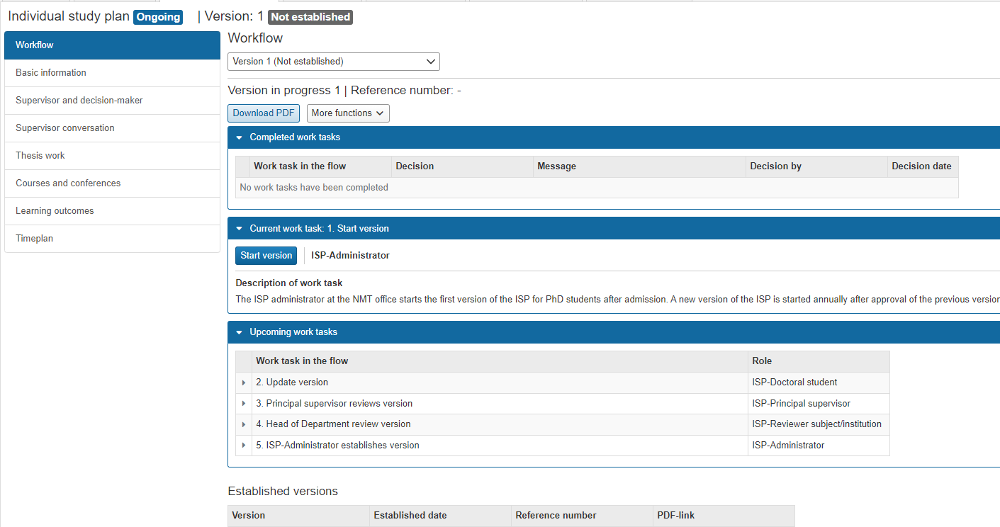 Individual study plan Ongoing | Version: 1 Not established
Workflow
Basic information
Supervisor and decision-maker
Supervisor conversation
Thesis work
Courses and conferences
Learning outcomes
Timeplan
Workflow
Version 1 (Not established)
Version in progress 1 | Reference number: -
Download PDF More functions
Completed work tasks
Work task in the flow Decision Message Decision by Decision date
No work tasks have been completed
Current work task: 1. Start version
Start version ISP-Administrator
Description of work task
The ISP administrator at the NMT office starts the first version of the ISP for PhD students after admission. A new version of the ISP is started annually after approval of the previous version
Upcoming work tasks
Work task in the flow Role
2. Update version ISP-Doctoral student
3. Principal supervisor reviews version ISP-Principal supervisor
4. Head of Department review version ISP-Reviewer subject/institution
5. ISP-Administrator establishes version ISP-Administrator
Established versions
Version Established date Reference number PDF-link